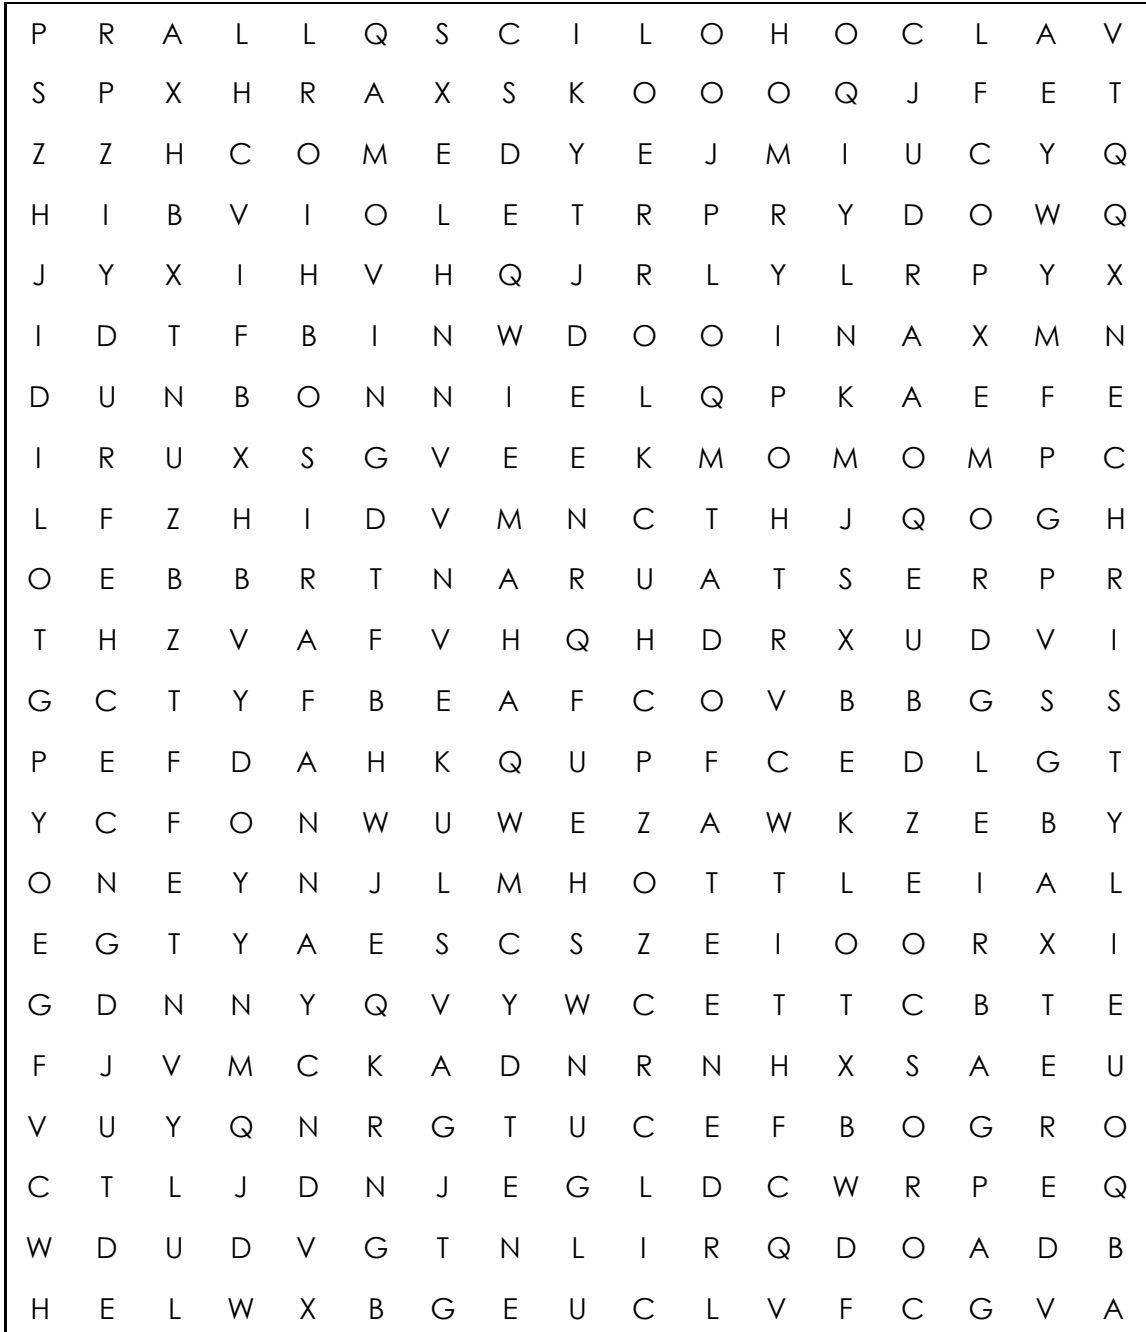 P R A L L Q S C I L O H O C L A V
S P X H R A X S K O O O Q J F E T
Z Z H C O M E D Y E J M I U C Y Q
H I B V I O L E T R P R Y D O W Q
J Y X I H V H Q J R L Y L R P Y X
I D T F B I N W D O O I N A X M N
D U N B O N N I E L Q P K A E F E
I R U X S G V E E K M O M O M P C
L F Z H I D V M N C T H J Q O G H
O E B B R T N A R U A T S E R P R
T H Z V A F V H Q H D R X U D V I
G C T Y F B E A F C O V B B G S S
P E F D A H K Q U P F C E D L G T
Y C F O N W U W E Z A W K Z E B Y
O N E Y N J L M H O T T L E I A L
E G T Y A E S C S Z E I O O R X I
G D N N Y Q V Y W C E T T C B T E
F J V M C K A D N R N H X S A E U
V U Y Q N R G T U C E F B O G R O
C T L J D N J E G L D C W R P E Q
W D U D V G T N L I R Q D O A D B
H E L W X B G E U C L V F C G V A